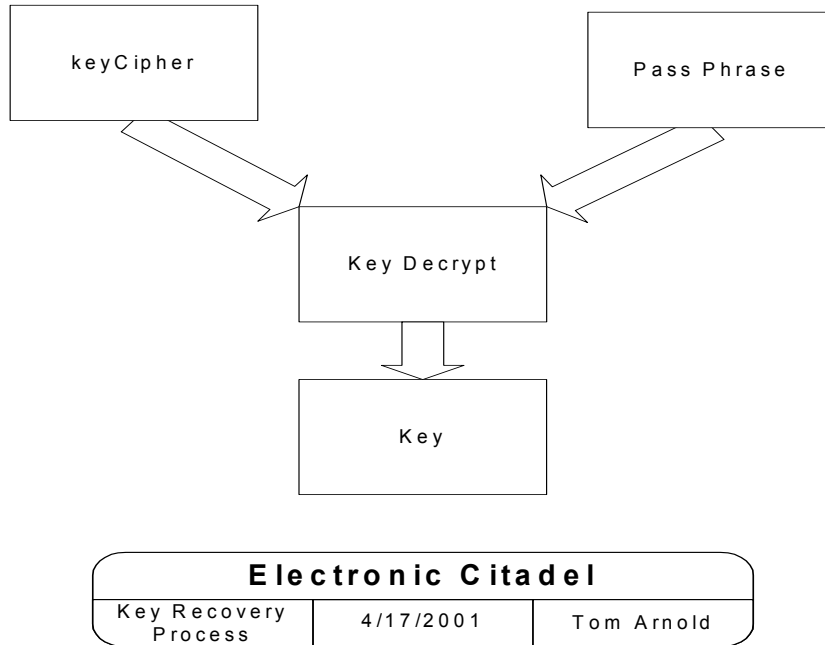 keyCipher
Pass Phrase
Key Decrypt
Key
Electronic Citadel
Key Recovery
Process
4/17/2001
Tom Arnold